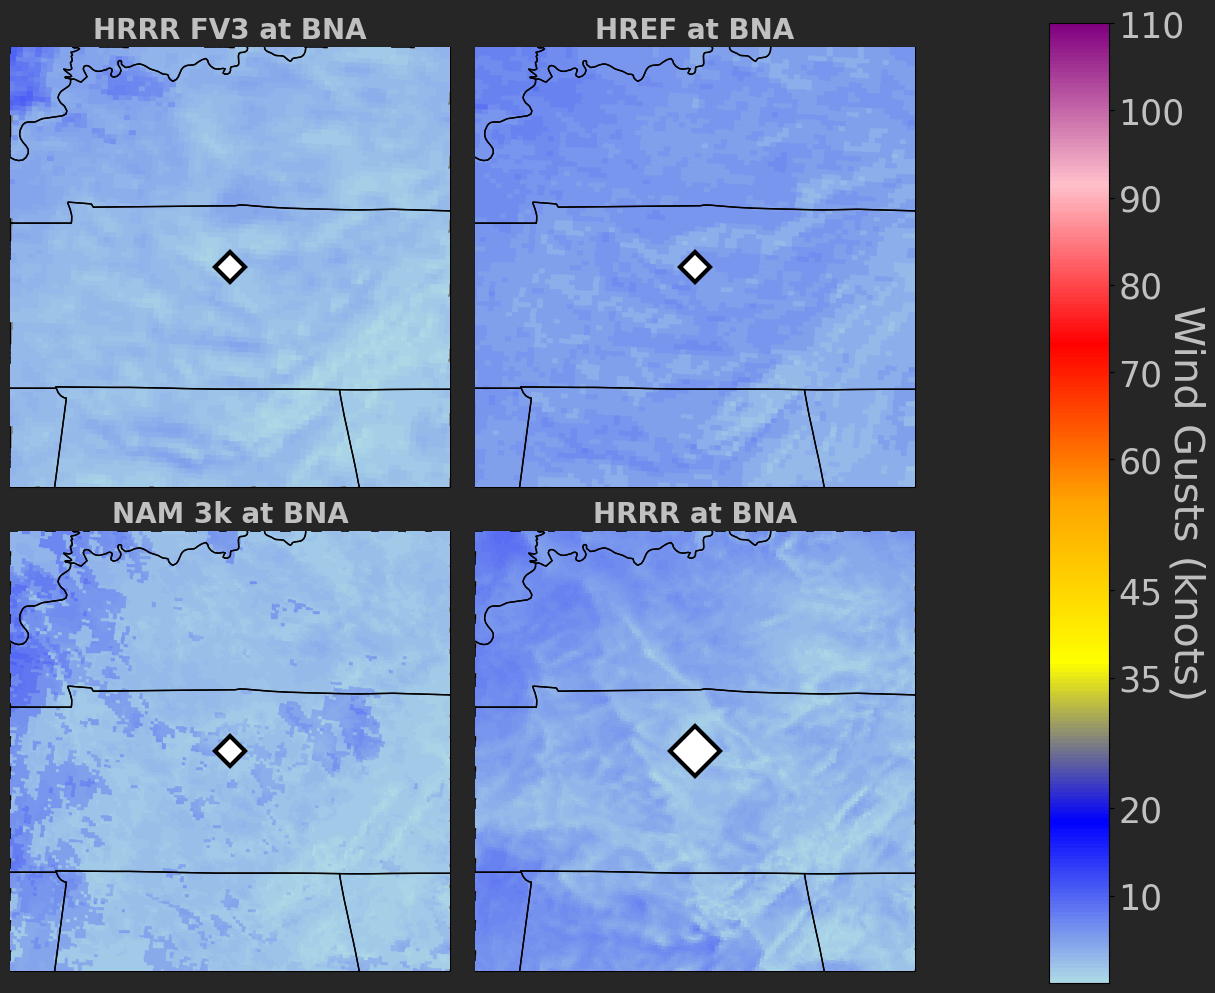 HRRR FV3 at BNA
HREF at BNA
NAM 3k at BNA
HRRR at BNA
110
100
90
80
70
60
45
35
20
10
Wind Gusts (knots)